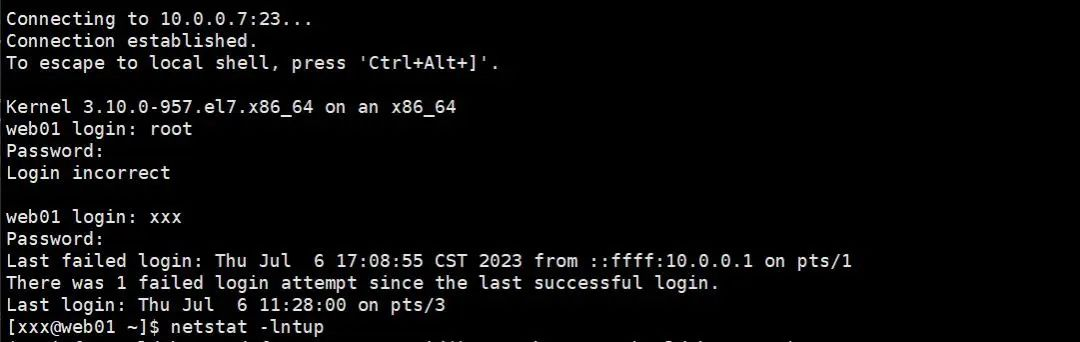 Connecting to 10.0.0.7:23...
Connection established.
To escape to local shell, press 'Ctrl+Alt+]'.
Kernel 3.10.0-957.el7.x86_64 on an x86_64
web01 login: root
Password:
Login incorrect
web01 login: xxx
Password:
Last failed login: Thu Jul  6 17:08:55 CST 2023 from ::ffff:10.0.0.1 on pts/1
There was 1 failed login attempt since the last successful login.
Last login: Thu Jul  6 11:28:00 on pts/3
[xxx@web01 ~]$ netstat -lntup